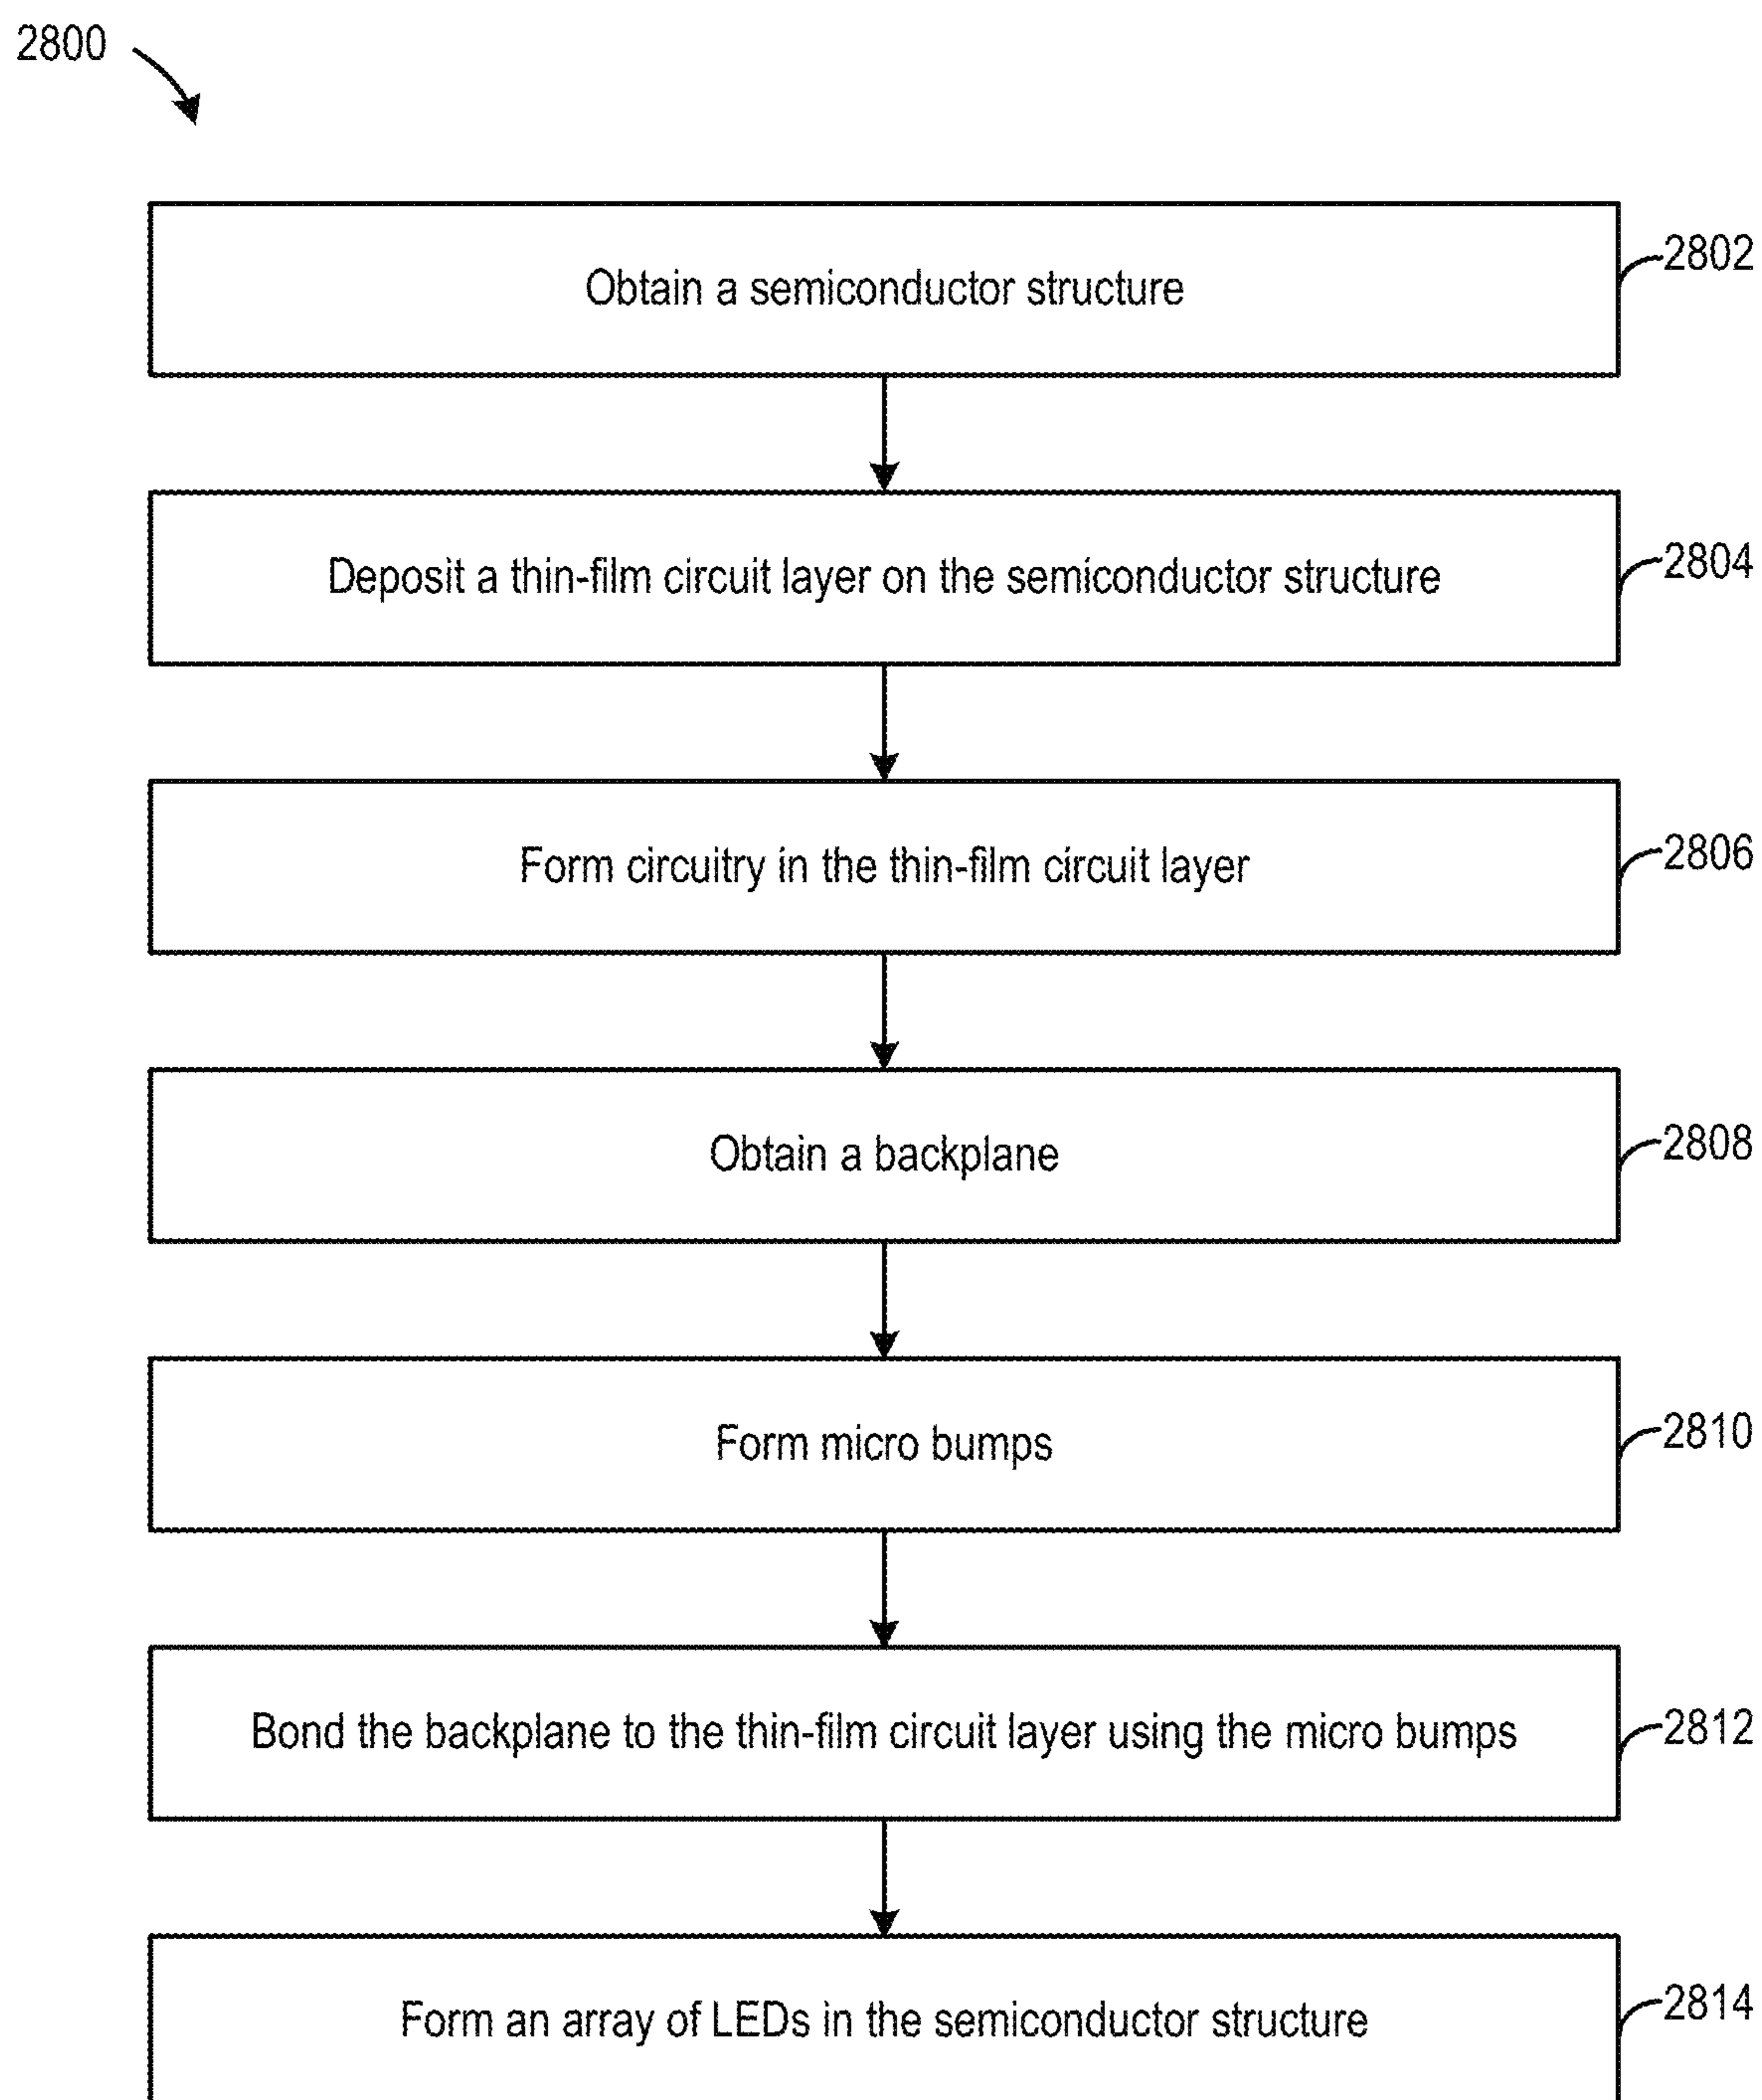 2800
Obtain a semiconductor structure
2802
Deposit a thin-film circuit layer on the semiconductor structure
2804
Form circuitry in the thin-film circuit layer
2806
Obtain a backplane
2808
Form micro bumps
2810
Bond the backplane to the thin-film circuit layer using the micro bumps
2812
Form an array of LEDs in the semiconductor structure
2814